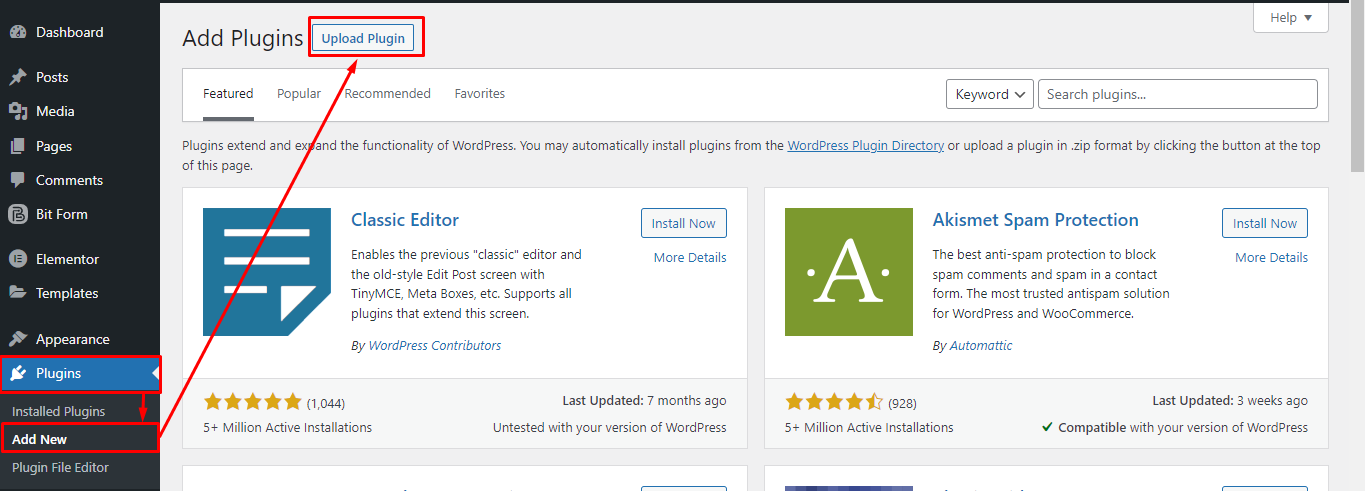 Help
Dashboard
Posts
Media
Pages
Comments
Bit Form
Elementor
Templates
Appearance
Plugins
Installed Plugins
Add New
Plugin File Editor
Add Plugins Upload Plugin
Featured Popular Recommended Favorites Keyword Search plugins...
Plugins extend and expand the functionality of WordPress. You may automatically install plugins from the WordPress Plugin Directory or upload a plugin in .zip format by clicking the button at the top
of this page.
Classic Editor
Install Now
More Details
Enables the previous "classic" editor and
the old-style Edit Post screen with
TinyMCE, Meta Boxes, etc. Supports all
plugins that extend this screen.
By WordPress Contributors
(1,044)
Last Updated: 7 months ago
5+ Million Active Installations
Untested with your version of WordPress
Akismet Spam Protection
Install Now
More Details
The best anti-spam protection to block
spam comments and spam in a contact
form. The most trusted antispam solution
for WordPress and WooCommerce.
By Automattic
A
(928)
Last Updated: 3 weeks ago
5+ Million Active Installations
Compatible with your version of WordPress